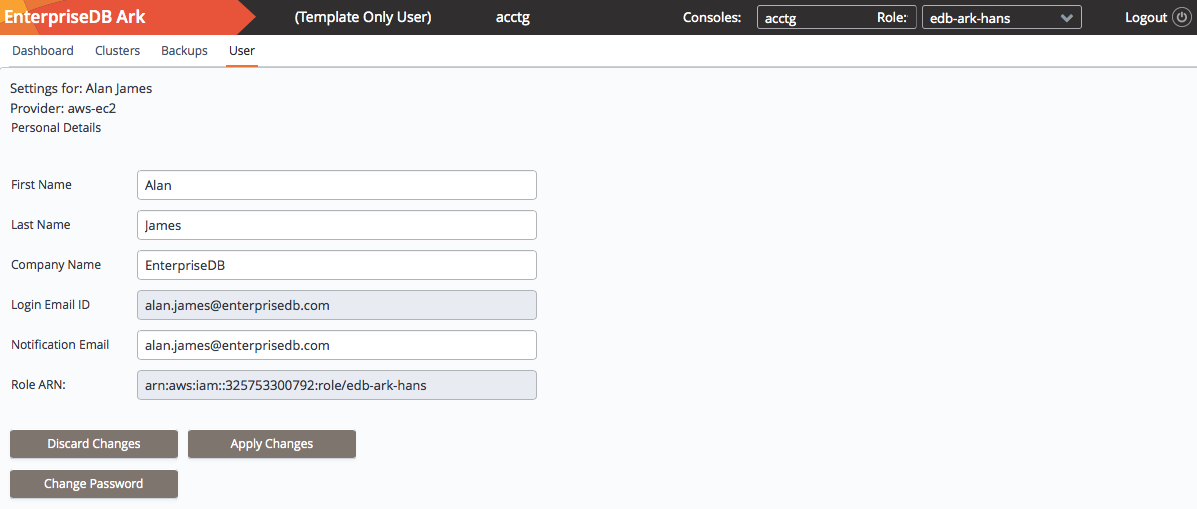 EnterpriseDB Ark (Template Only User) acctg Consoles: acctg Role: edb-ark-hans Logout
Dashboard Clusters Backups User
Settings for: Alan James
Provider: aws-ec2
Personal Details
First Name Alan
Last Name James
Company Name EnterpriseDB
Login Email ID alan.james@enterprisedb.com
Notification Email alan.james@enterprisedb.com
Role ARN: arn:aws:iam::325753300792:role/edb-ark-hans
Discard Changes Apply Changes
Change Password